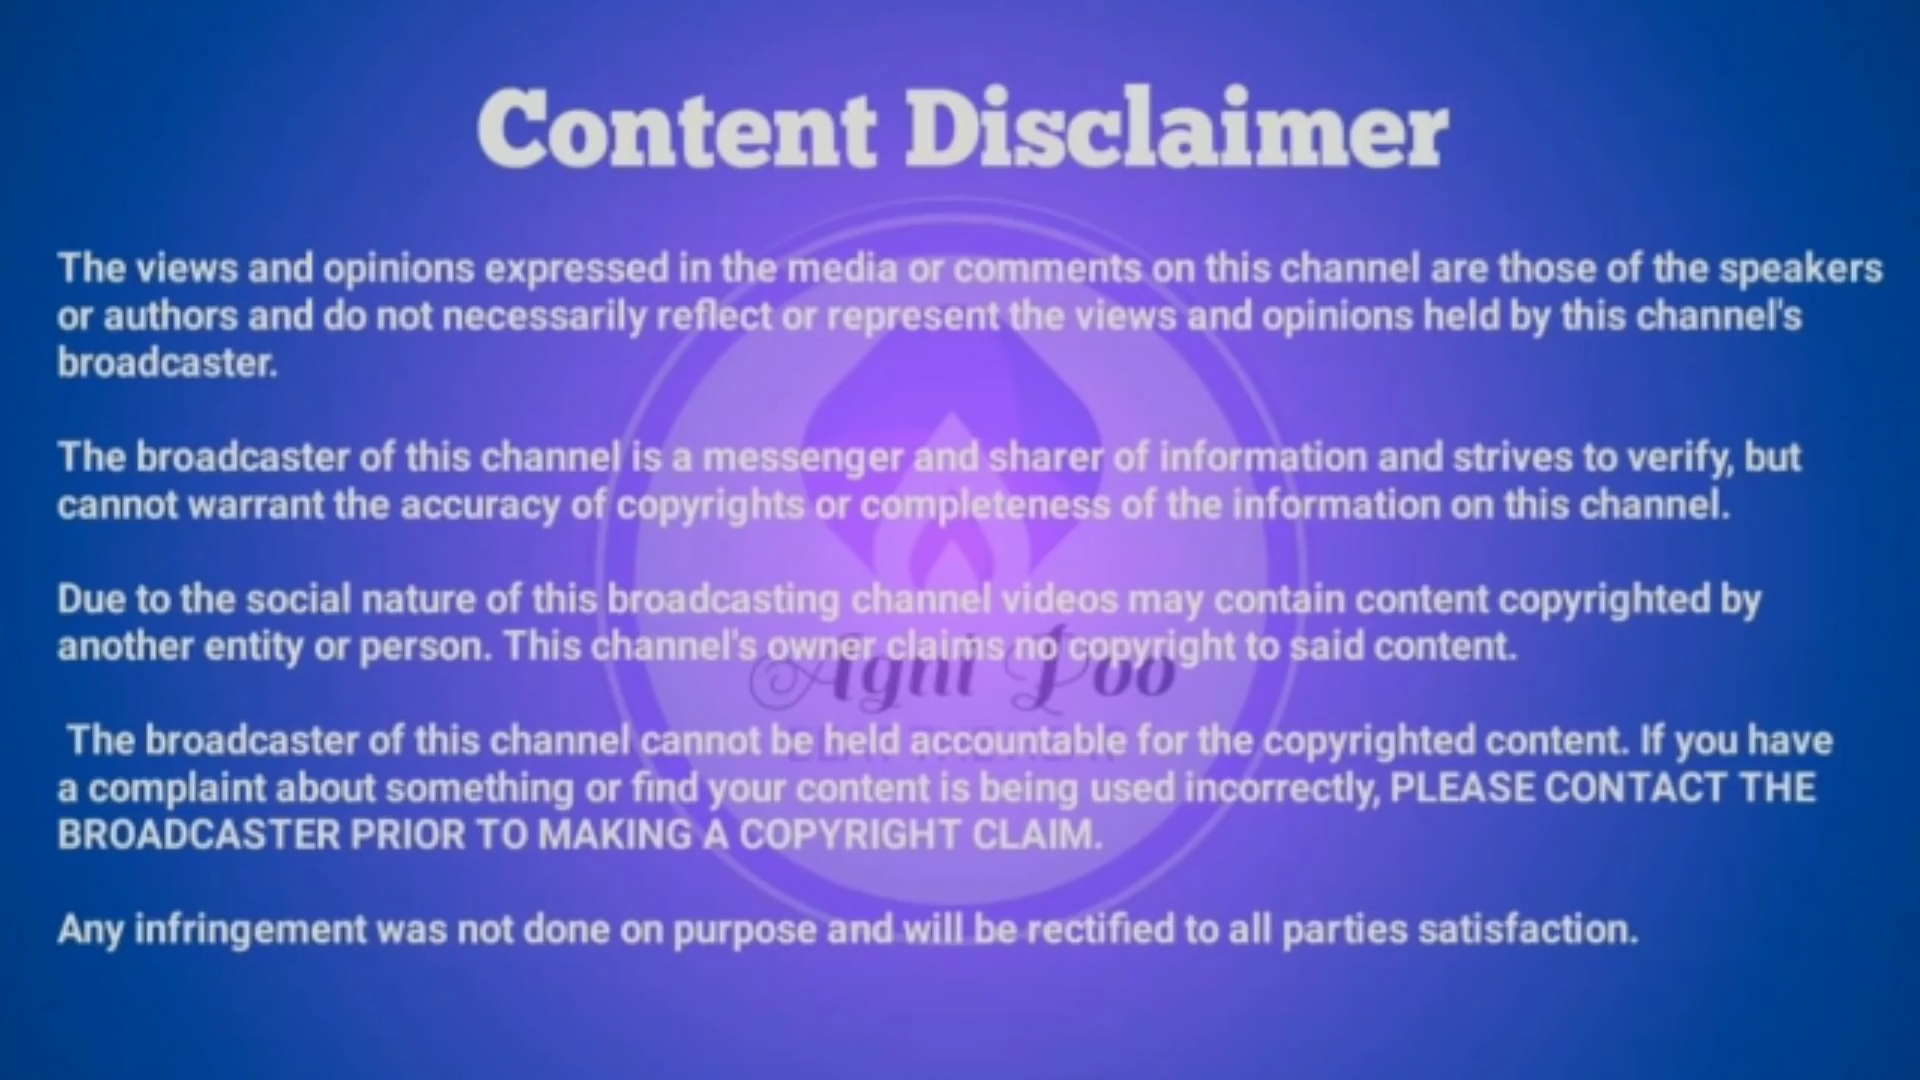 Content Disclaimer
The views and opinions expressed in the media or comments on this channel are those of the speakers
or authors and do not necessarily reflect or represent the views and opinions held by this channel's
broadcaster.
The broadcaster of this channel is a messenger and sharer of information and strives to verify, but
cannot warrant the accuracy of copyrights or completeness of the information on this channel.
Due to the social nature of this broadcasting channel videos may contain content copyrighted by
another entity or person. This channel's owner claims no copyright to said content.
Agni Poo
The broadcaster of this channel cannot be held accountable for the copyrighted content. If you have
a complaint about something or find your content is being used incorrectly, PLEASE CONTACT THE
BROADCASTER PRIOR TO MAKING A COPYRIGHT CLAIM.
Any infringement was not done on purpose and will be rectified to all parties satisfaction.